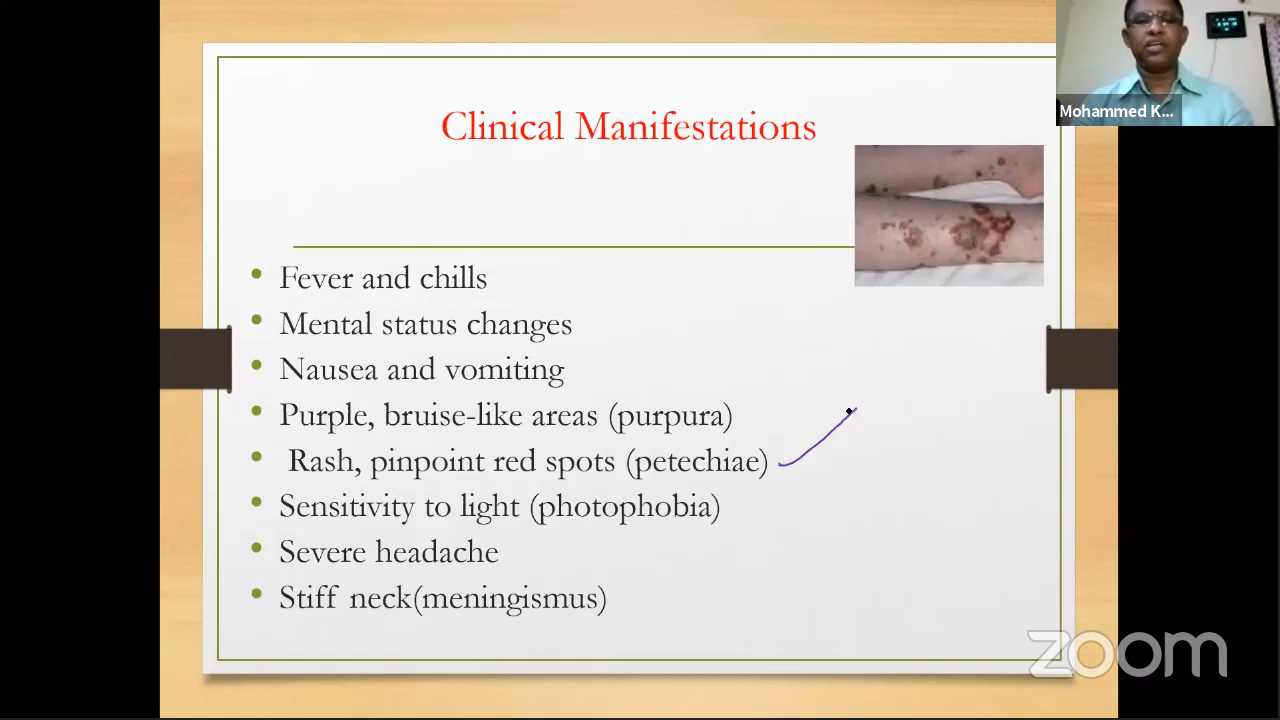 Clinical Manifestations
Mohammed K...
• Fever and chills
• Mental status changes
• Nausea and vomiting
• Purple, bruise-like areas (purpura)
• Rash, pinpoint red spots (petechiae)
• Sensitivity to light (photophobia)
• Severe headache
• Stiff neck(meningismus)
zoom